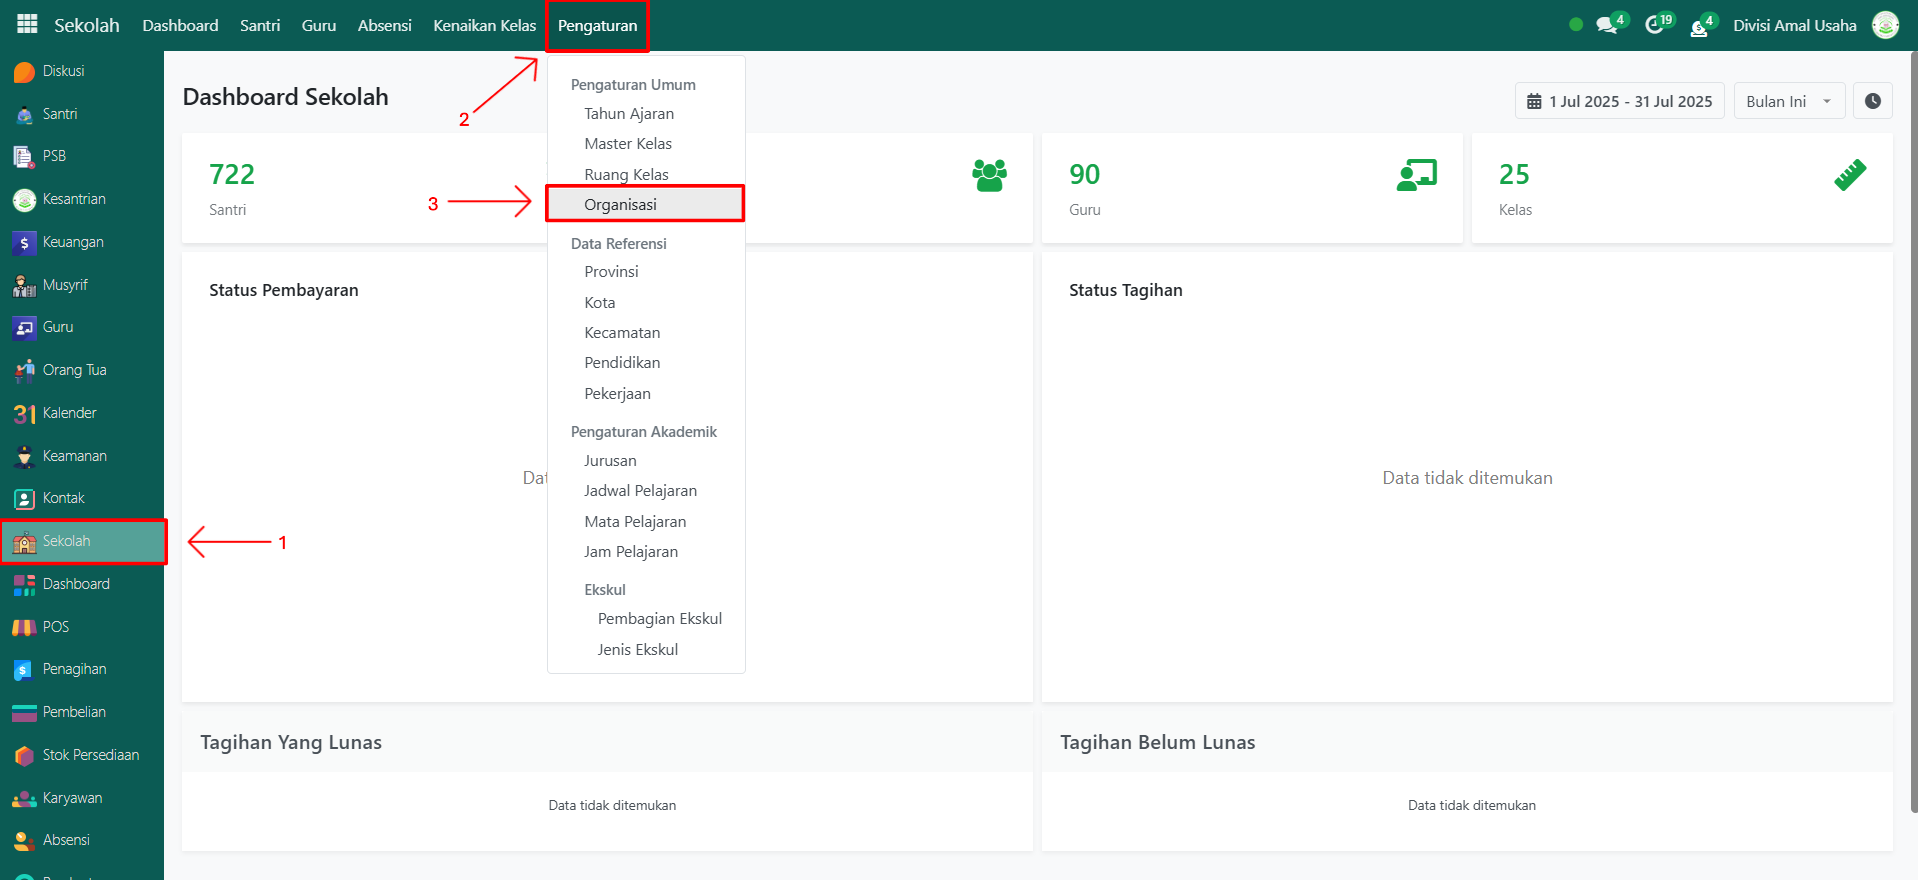 Sekolah Dashboard Santri Guru Absensi Kenaikan Kelas Pengaturan 4 19 4 Divisi Amal Usaha
Diskusi
Santri
PSB
Kesantrian
Keuangan
Musyrif
Guru
Orang Tua
31 Kalender
Keamanan
Kontak
Sekolah
Dashboard
POS
Penagihan
Pembelian
Stok Persediaan
Karyawan
Absensi
1
2
3
Pengaturan Umum
Tahun Ajaran
Master Kelas
Ruang Kelas
Organisasi
Data Referensi
Provinsi
Kota
Kecamatan
Pendidikan
Pekerjaan
Pengaturan Akademik
Jurusan
Jadwal Pelajaran
Mata Pelajaran
Jam Pelajaran
Ekskul
Pembagian Ekskul
Jenis Ekskul
Dashboard Sekolah
1 Jul 2025 - 31 Jul 2025 Bulan Ini
722
Santri
90
Guru
25
Kelas
Status Pembayaran
Dat
Status Tagihan
Data tidak ditemukan
Tagihan Yang Lunas
Data tidak ditemukan
Tagihan Belum Lunas
Data tidak ditemukan